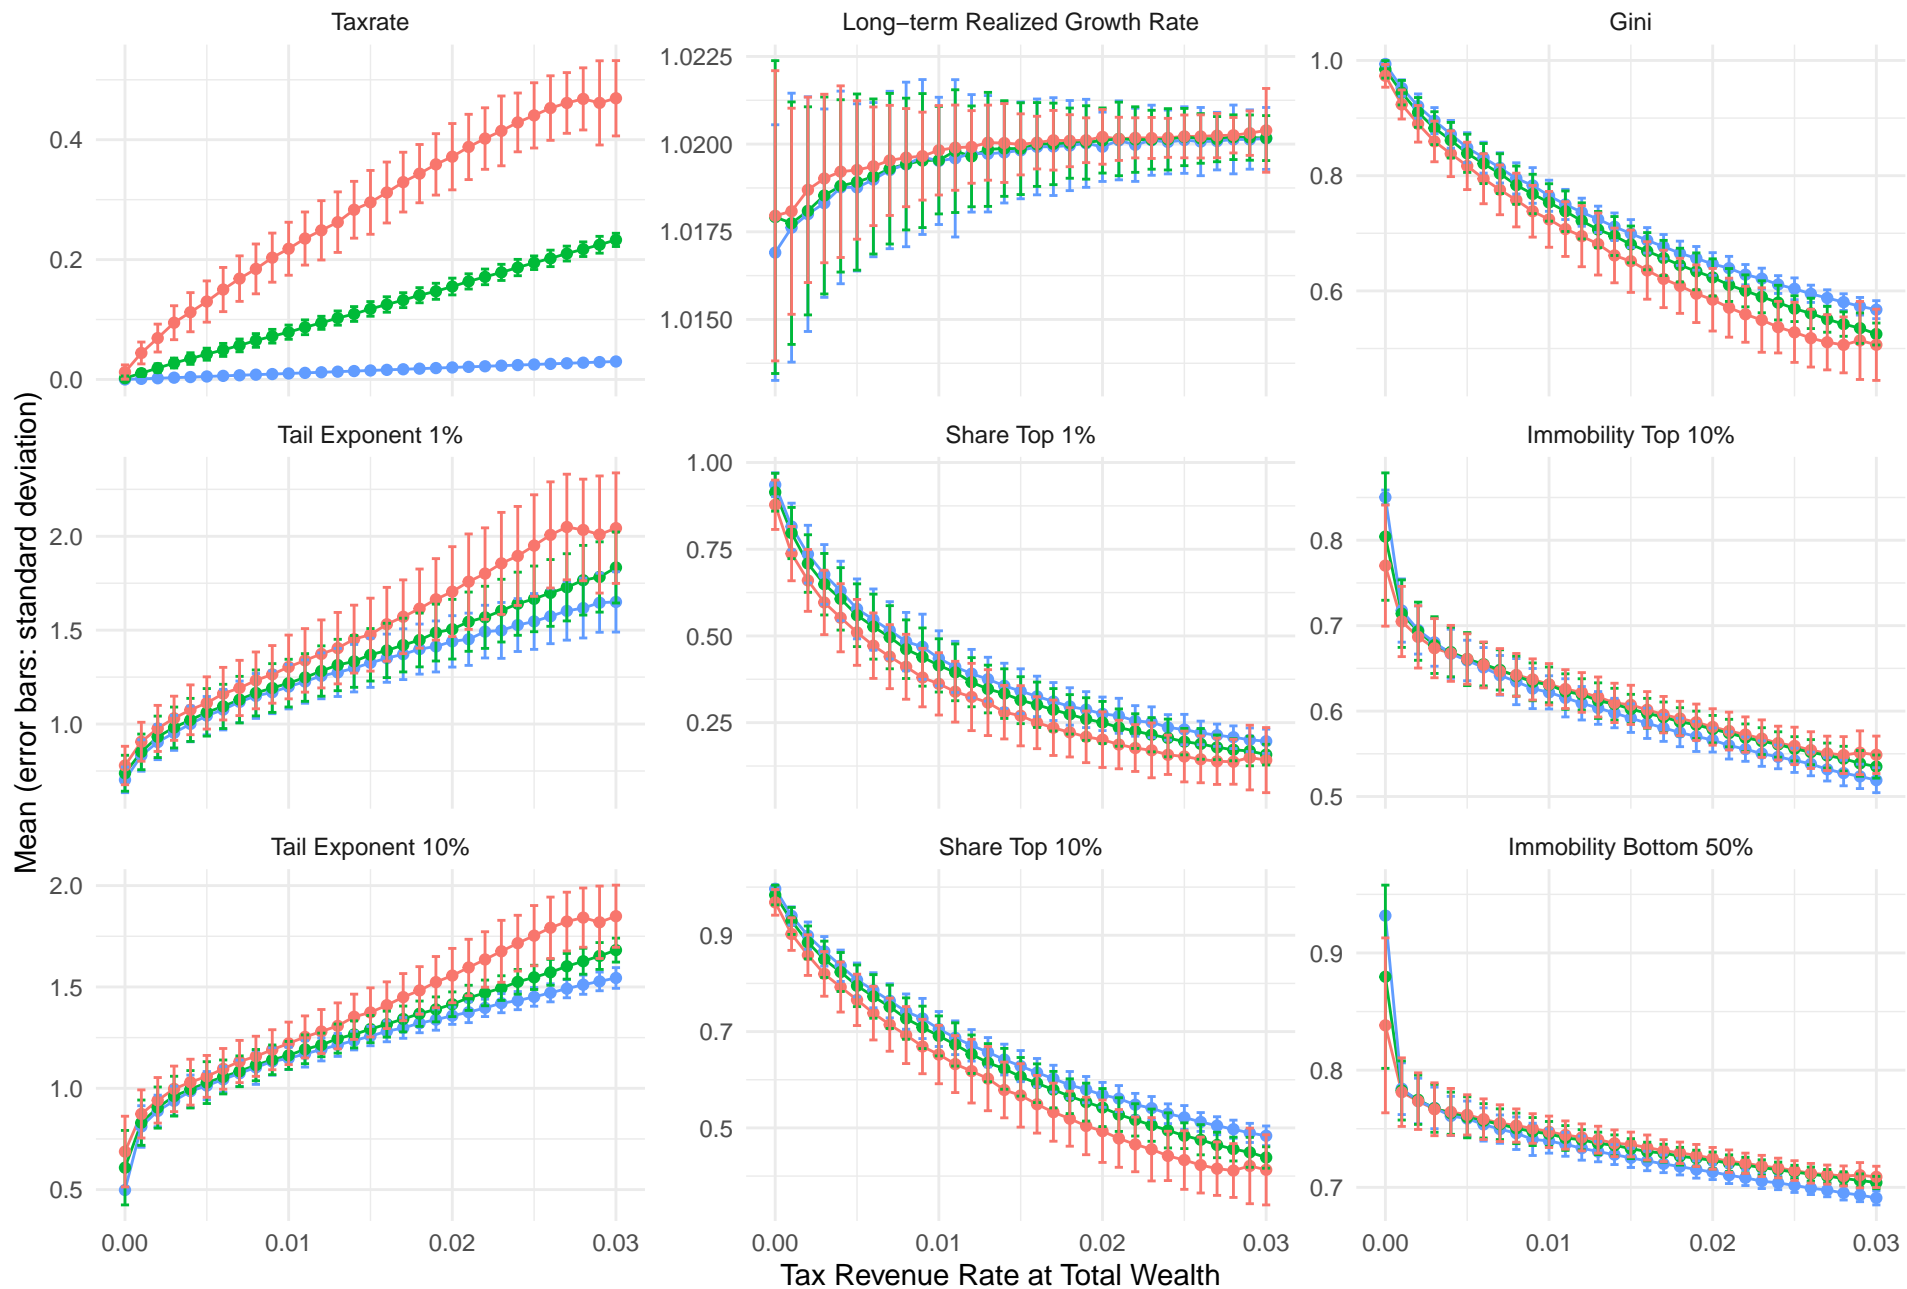 Taxrate
Long−term Realized Growth Rate
Gini
0.4
0.2
0.0
1.0225
1.0200
1.0175
1.0150
1.0
0.8
0.6
Tail Exponent 1%
Share Top 1%
Immobility Top 10%
2.0
1.5
1.0
1.00
0.75
0.50
0.25
0.8
0.7
0.6
0.5
Tail Exponent 10%
Share Top 10%
Immobility Bottom 50%
2.0
1.5
1.0
0.5
0.9
0.7
0.5
0.9
0.8
0.7
0.00 0.01 0.02 0.03
0.00 0.01 0.02 0.03
0.00 0.01 0.02 0.03
Tax Revenue Rate at Total Wealth
Mean (error bars: standard deviation)